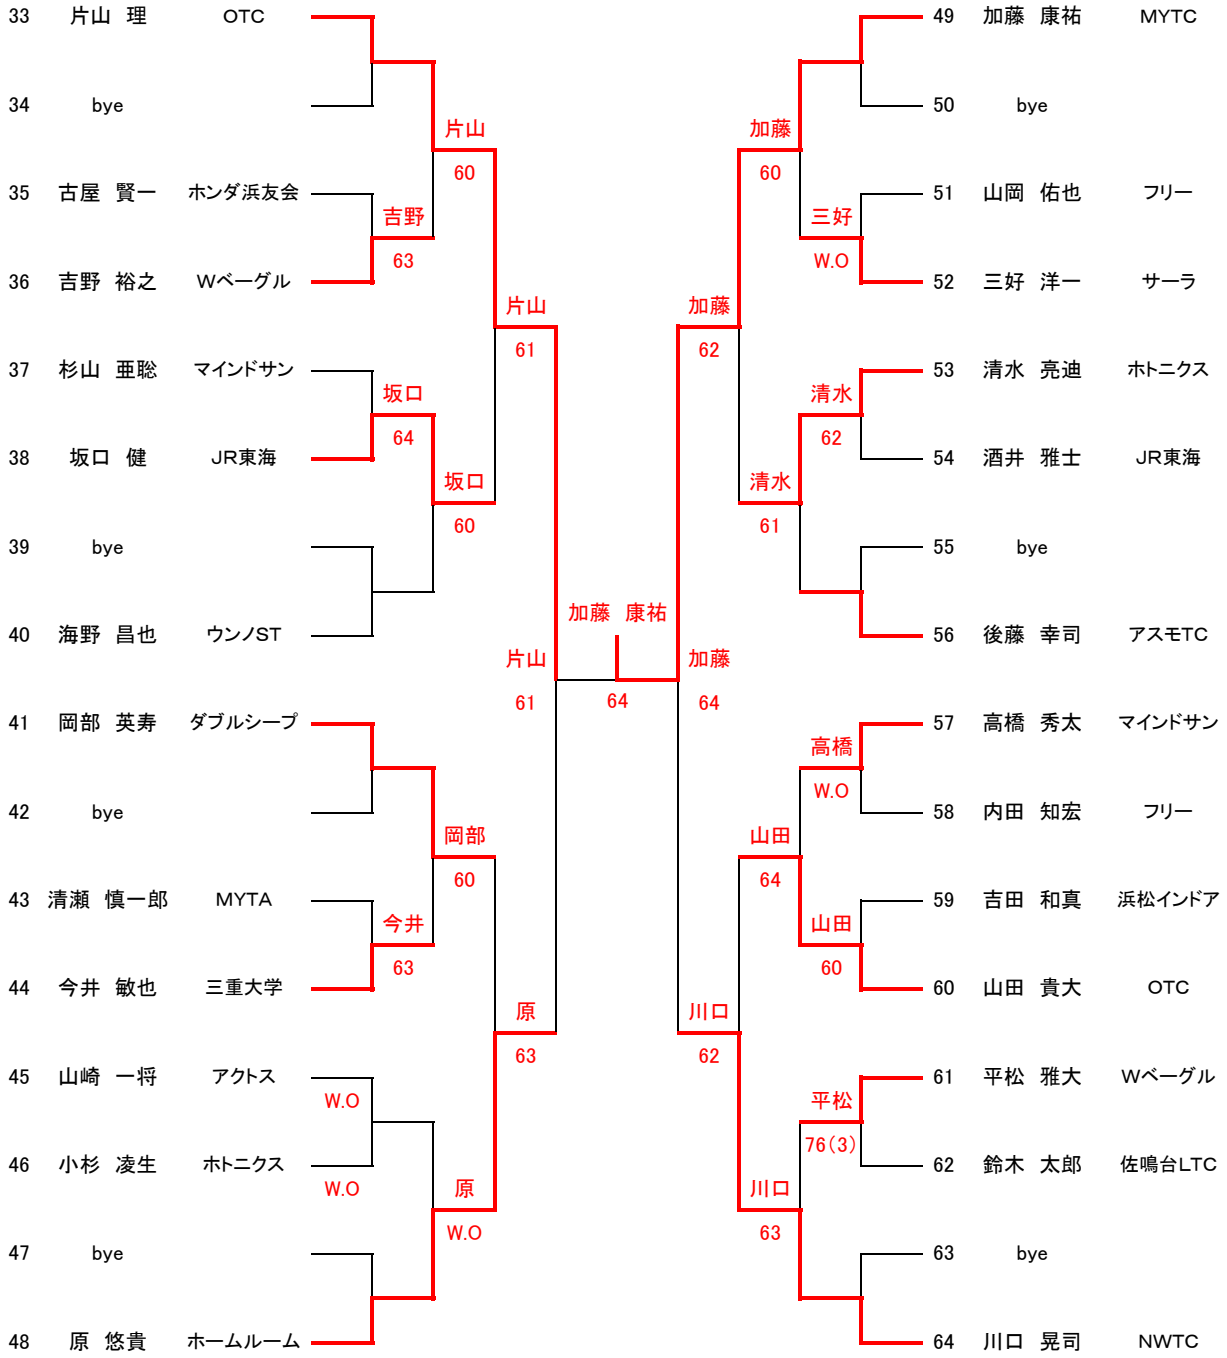 33 片山 理 OTC
34 bye
片山
60
35 古屋 賢一 ホンダ浜友会
吉野
63
36 吉野 裕之 Wベーグル
片山
61
37 杉山 亜聡 マインドサン
坂口
64
38 坂口 健 JR東海
坂口
60
39 bye
40 海野 昌也 ウンノST
片山
61
41 岡部 英寿 ダブルシープ
42 bye
岡部
60
43 清瀬 慎一郎 MYTA
今井
63
44 今井 敏也 三重大学
原
63
45 山崎 一将 アクトス
W.O
46 小杉 凌生 ホトニクス
W.O
原
W.O
47 bye
48 原 悠貴 ホームルーム
加藤 康祐
64
49 加藤 康祐 MYTC
50 bye
加藤
60
51 山岡 佑也 フリー
三好
W.O
52 三好 洋一 サーラ
加藤
62
53 清水 亮迪 ホトニクス
清水
62
54 酒井 雅士 JR東海
清水
61
55 bye
56 後藤 幸司 アスモTC
加藤
64
57 高橋 秀太 マインドサン
高橋
W.O
58 内田 知宏 フリー
山田
64
59 吉田 和真 浜松インドア
山田
60
60 山田 貴大 OTC
川口
62
61 平松 雅大 Wベーグル
平松
76(3)
62 鈴木 太郎 佐鳴台LTC
川口
63
63 bye
64 川口 晃司 NWTC